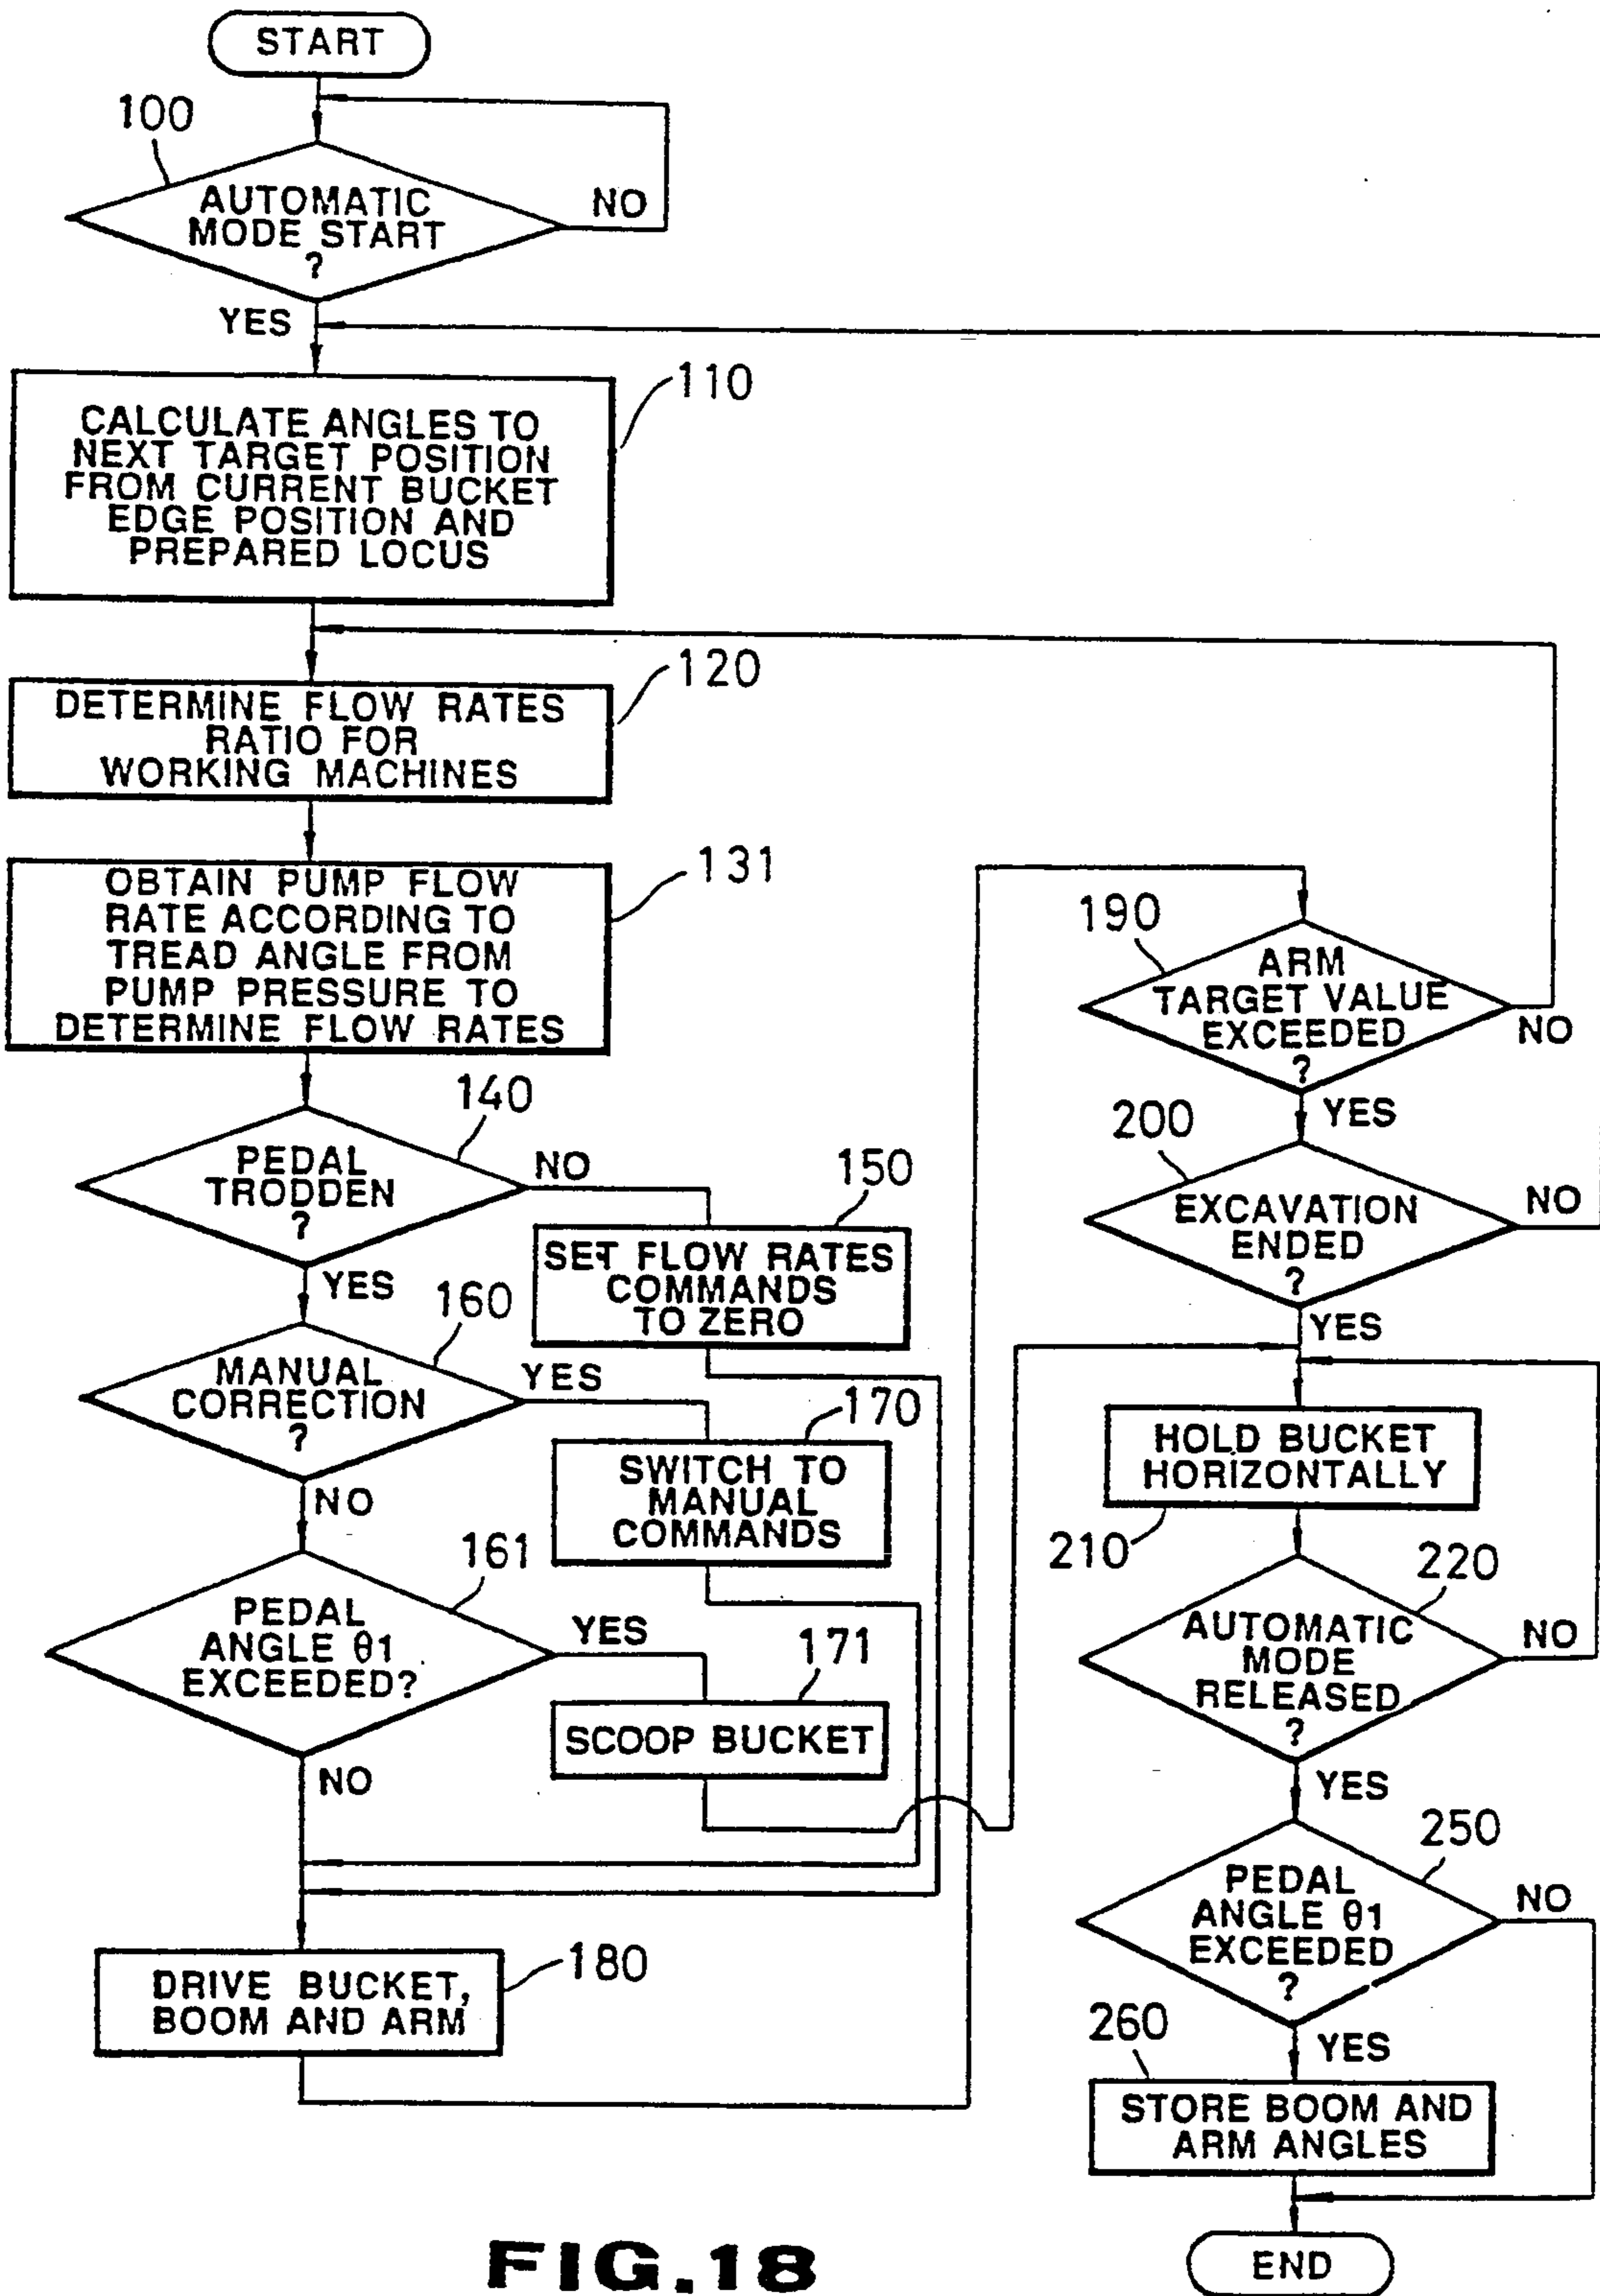 START
100
AUTOMATIC
MODE START
?
NO
YES
110
CALCULATE ANGLES TO
NEXT TARGET POSITION
FROM CURRENT BUCKET
EDGE POSITION AND
PREPARED LOCUS
120
DETERMINE FLOW RATES
RATIO FOR
WORKING MACHINES
131
OBTAIN PUMP FLOW
RATE ACCORDING TO
TREAD ANGLE FROM
PUMP PRESSURE TO
DETERMINE FLOW RATES
140
PEDAL
TRODDEN
?
NO
YES
150
SET FLOW RATES
COMMANDS
TO ZERO
160
MANUAL
CORRECTION
?
YES
NO
170
SWITCH TO
MANUAL
COMMANDS
161
PEDAL
ANGLE θ1
EXCEEDED?
YES
NO
171
SCOOP BUCKET
180
DRIVE BUCKET,
BOOM AND ARM
190
ARM
TARGET VALUE
EXCEEDED
?
NO
YES
200
EXCAVATION
ENDED
?
NO
YES
HOLD BUCKET
HORIZONTALLY
210
220
AUTOMATIC
MODE
RELEASED
?
NO
YES
250
PEDAL
ANGLE θ1
EXCEEDED
?
NO
YES
260
STORE BOOM AND
ARM ANGLES
END
FIG.18